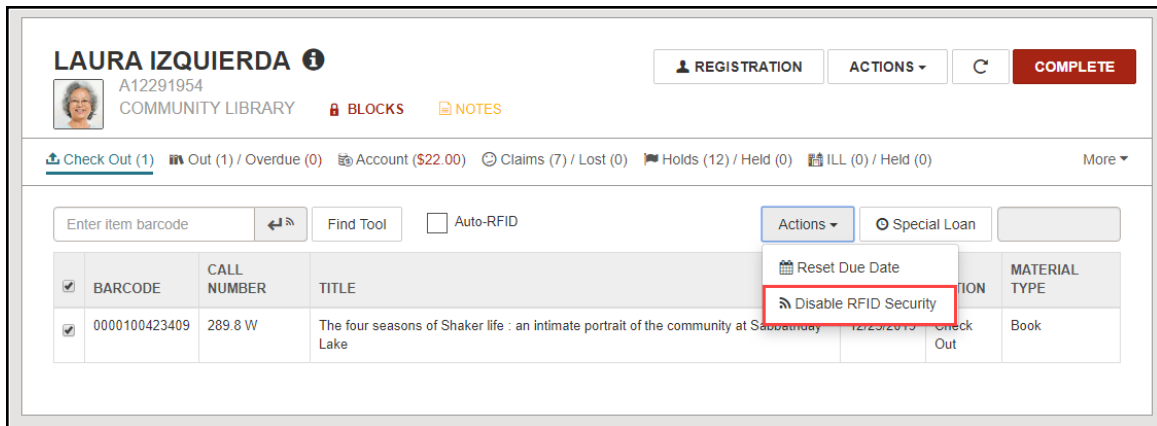 LAURA IZQUIERDA
REGISTRATION ACTIONS COMPLETE
A12291954
COMMUNITY LIBRARY BLOCKS NOTES
Check Out (1) Out (1) / Overdue (0) Account ($22.00) Claims (7) / Lost (0) Holds (12) / Held (0) ILL (0) / Held (0) More
Enter item barcode Find Tool Auto-RFID Actions Special Loan
Reset Due Date
Disable RFID Security
BARCODE CALL NUMBER TITLE MATERIAL TYPE
0000100423409 289.8 W The four seasons of Shaker life : an intimate portrait of the community at Sabbathday Book
Lake Out